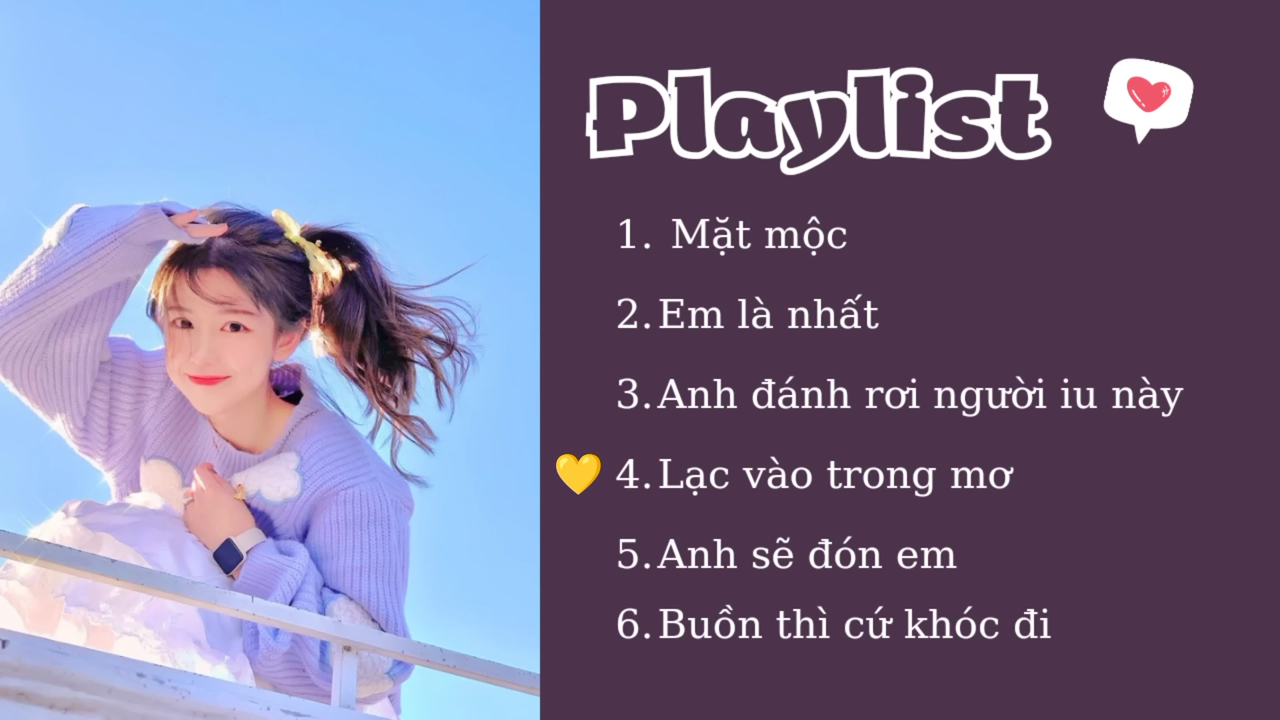 Playlist
1. Mặt mộc
2. Em là nhất
3. Anh đánh rơi người iu này
💛 4. Lạc vào trong mơ
5. Anh sẽ đón em
6. Buồn thì cứ khóc đi